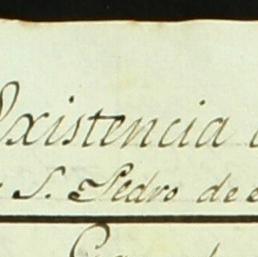 Existencia
S. Pedro de